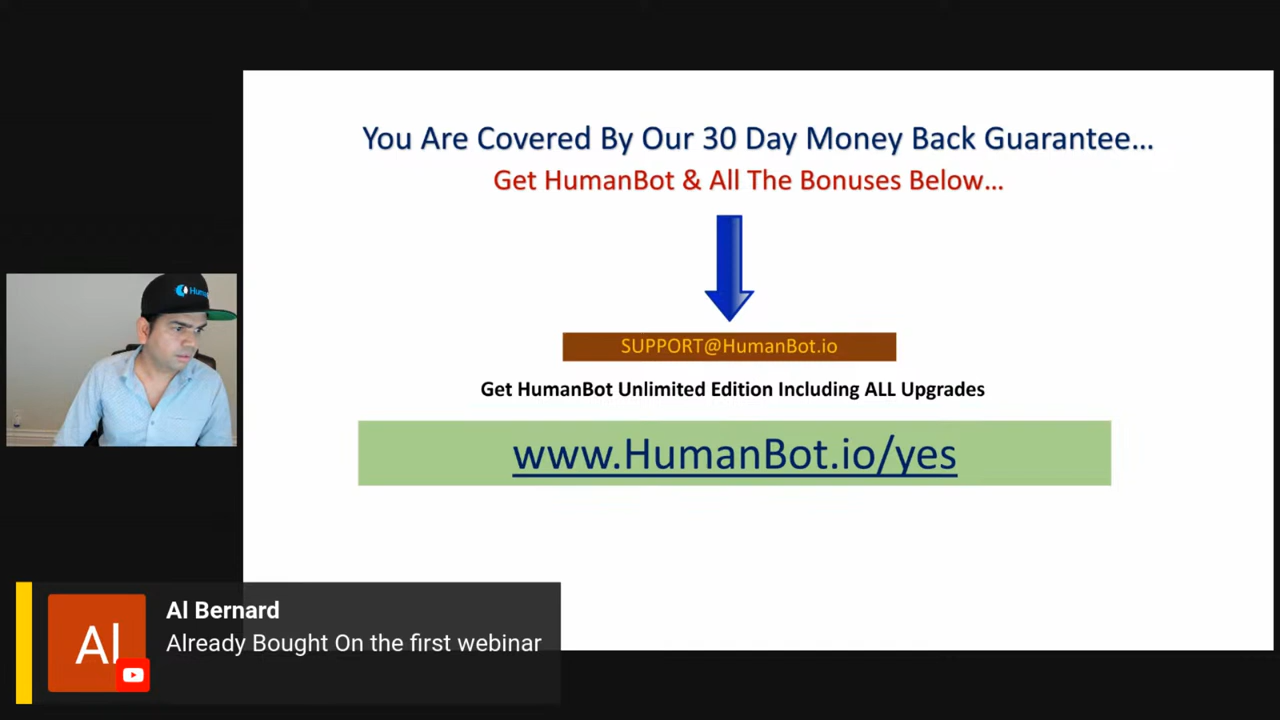 You Are Covered By Our 30 Day Money Back Guarantee...
Get HumanBot & All The Bonuses Below...
SUPPORT@HumanBot.io
Get HumanBot Unlimited Edition Including ALL Upgrades
www.HumanBot.io/yes
Al
Al Bernard
Already Bought On the first webinar